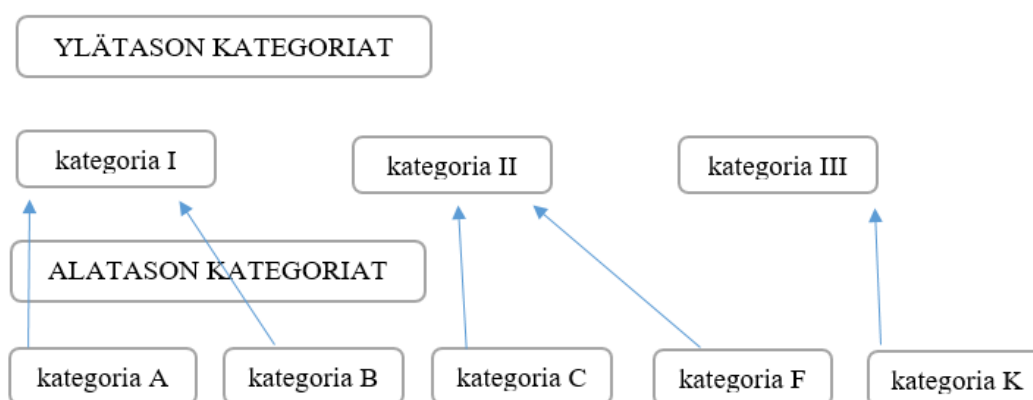 YLÄTASON KATEGORIAT
kategoria I
kategoria II
kategoria III
ALATASON KATEGORIAT
kategoria A
kategoria B
kategoria C
kategoria F
kategoria K